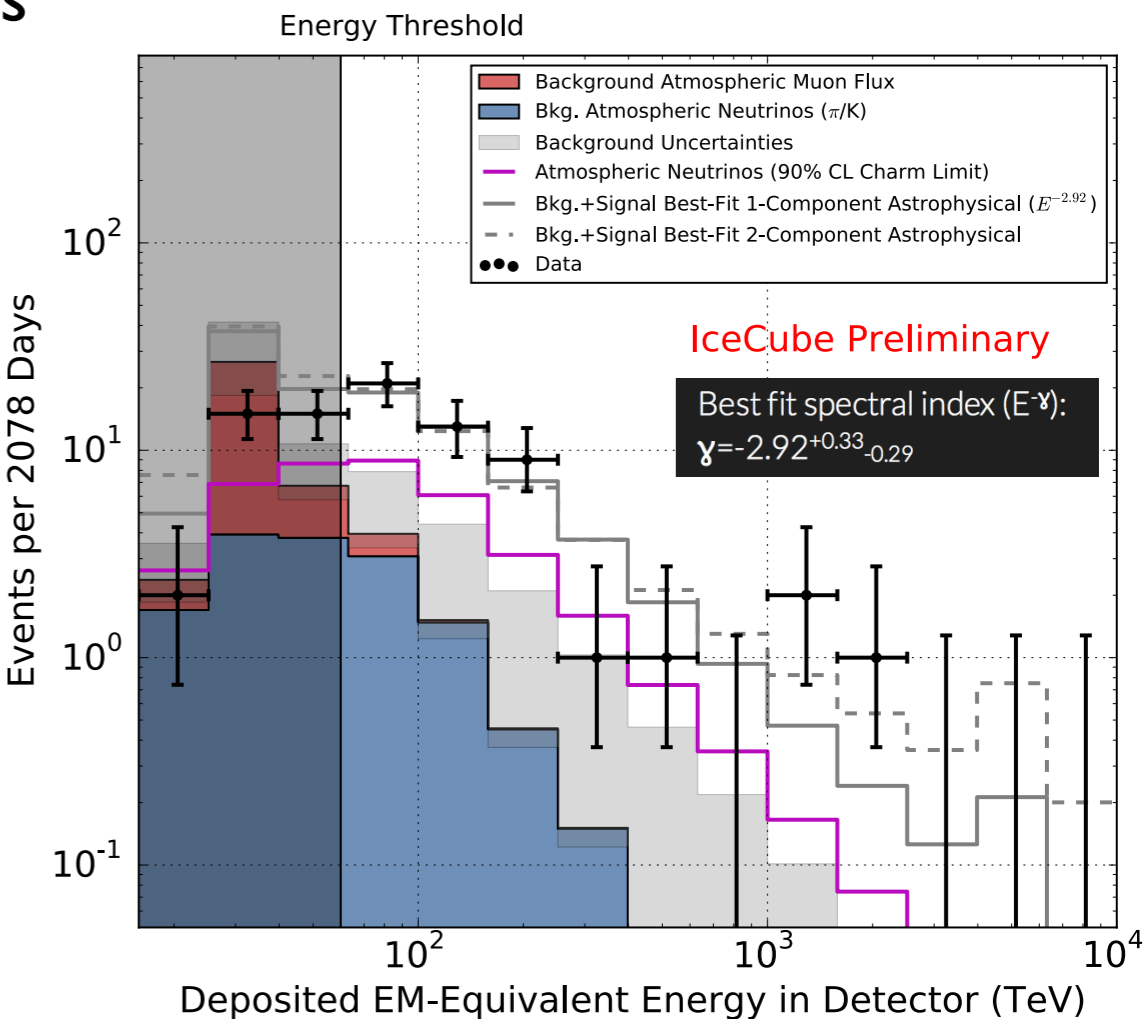 s
Energy Threshold
Background Atmospheric Muon Flux
Bkg. Atmospheric Neutrinos (π/K)
Background Uncertainties
Atmospheric Neutrinos (90% CL Charm Limit)
Bkg.+Signal Best-Fit 1-Component Astrophysical (E^-2.92)
Bkg.+Signal Best-Fit 2-Component Astrophysical
Data
IceCube Preliminary
Best fit spectral index (E^-γ):
γ=-2.92^+0.33_-0.29
Events per 2078 Days
10^2
10^1
10^0
10^-1
10^2 10^3 10^4
Deposited EM-Equivalent Energy in Detector (TeV)